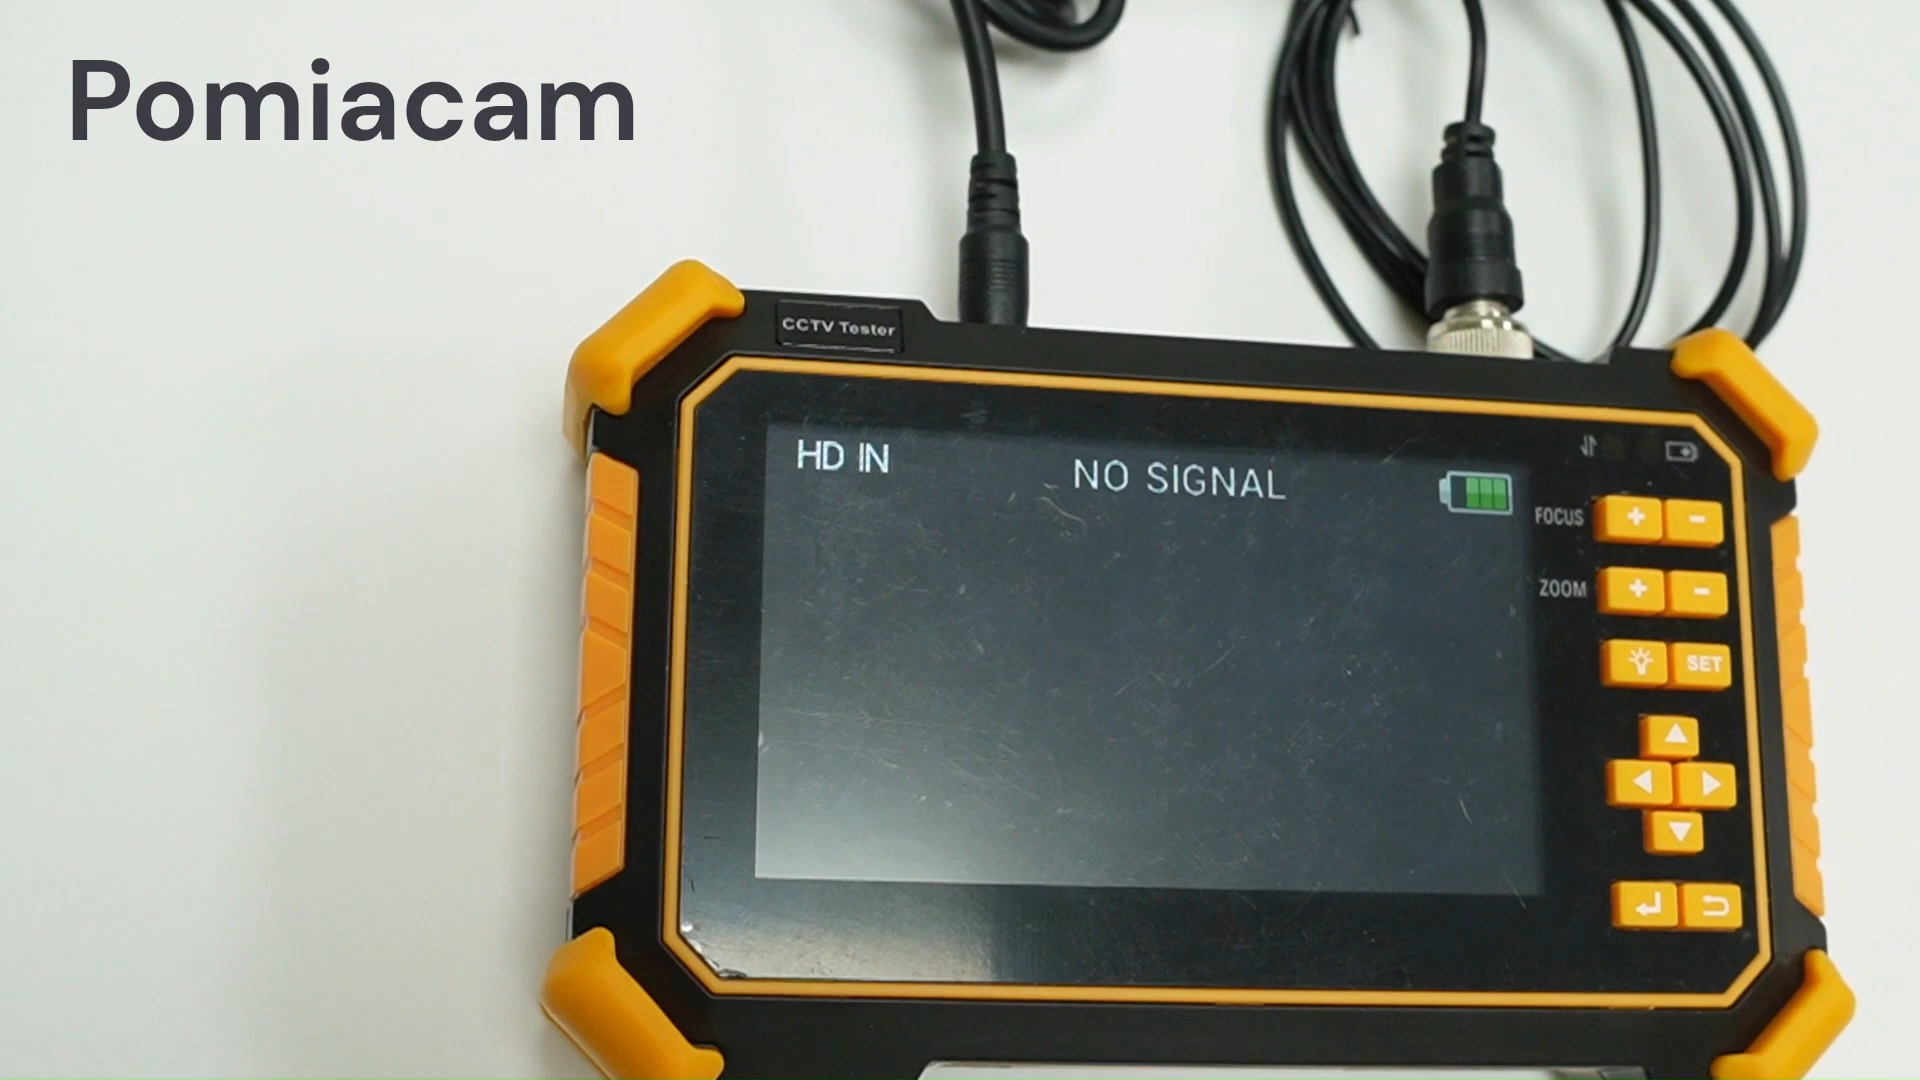 Pomiacam
CCTV Tester
HD IN
NO SIGNAL
FOCUS + -
ZOOM + -
SET